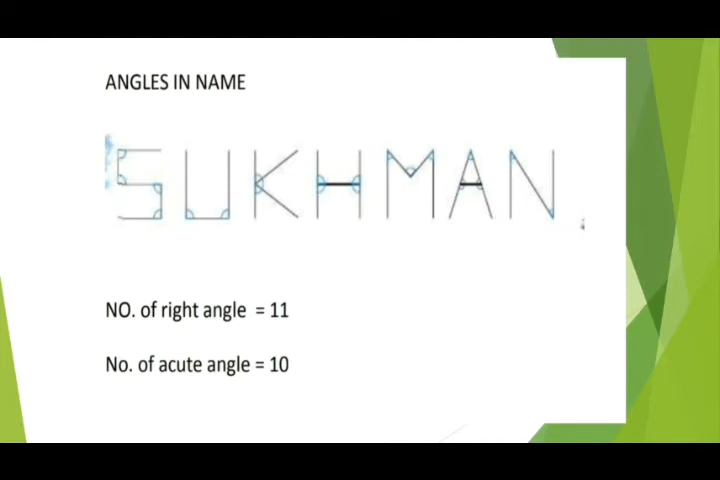 ANGLES IN NAME
SUKHMAN
NO. of right angle = 11
No. of acute angle = 10